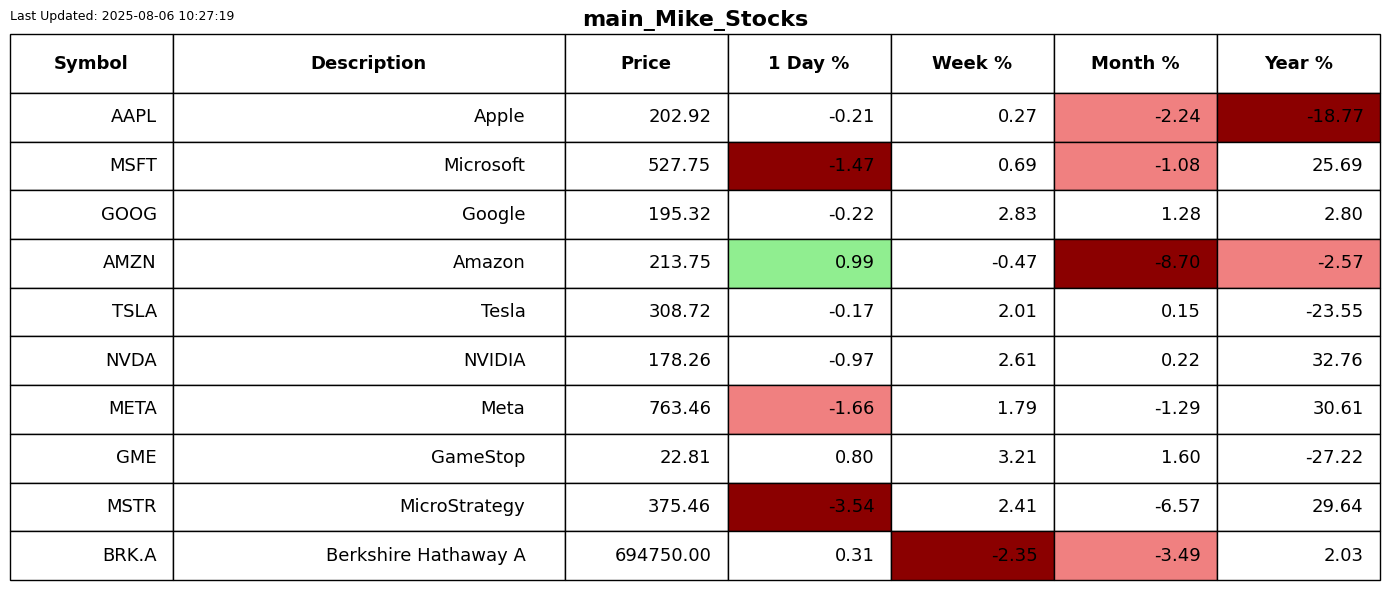 Last Updated: 2025-08-06 10:27:19
main_Mike_Stocks
Symbol Description Price 1 Day % Week % Month % Year %
AAPL Apple 202.92 -0.21 0.27 -2.24 -18.77
MSFT Microsoft 527.75 -1.47 0.69 -1.08 25.69
GOOG Google 195.32 -0.22 2.83 1.28 2.80
AMZN Amazon 213.75 0.99 -0.47 -8.70 -2.57
TSLA Tesla 308.72 -0.17 2.01 0.15 -23.55
NVDA NVIDIA 178.26 -0.97 2.61 0.22 32.76
META Meta 763.46 -1.66 1.79 -1.29 30.61
GME GameStop 22.81 0.80 3.21 1.60 -27.22
MSTR MicroStrategy 375.46 -3.54 2.41 -6.57 29.64
BRK.A Berkshire Hathaway A 694750.00 0.31 -2.35 -3.49 2.03